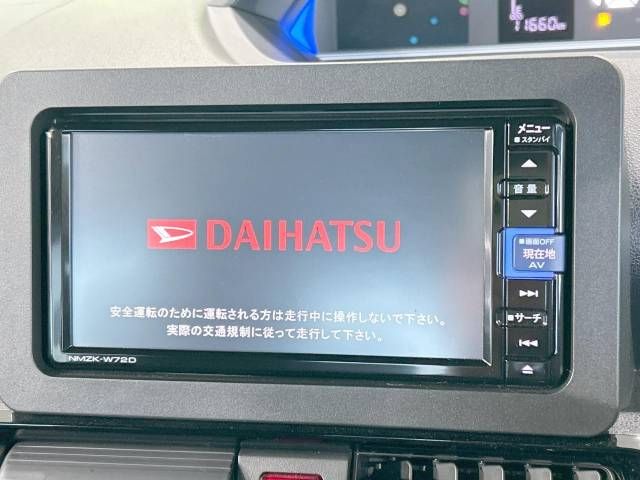 1660km
メニュー
■スタンバイ
音量
■画面OFF
現在地
AV
■サーチ
DAIHATSU
安全運転のために運転される方は走行中に操作しないで下さい。
実際の交通規制に従って走行して下さい。
NMZK-W72D